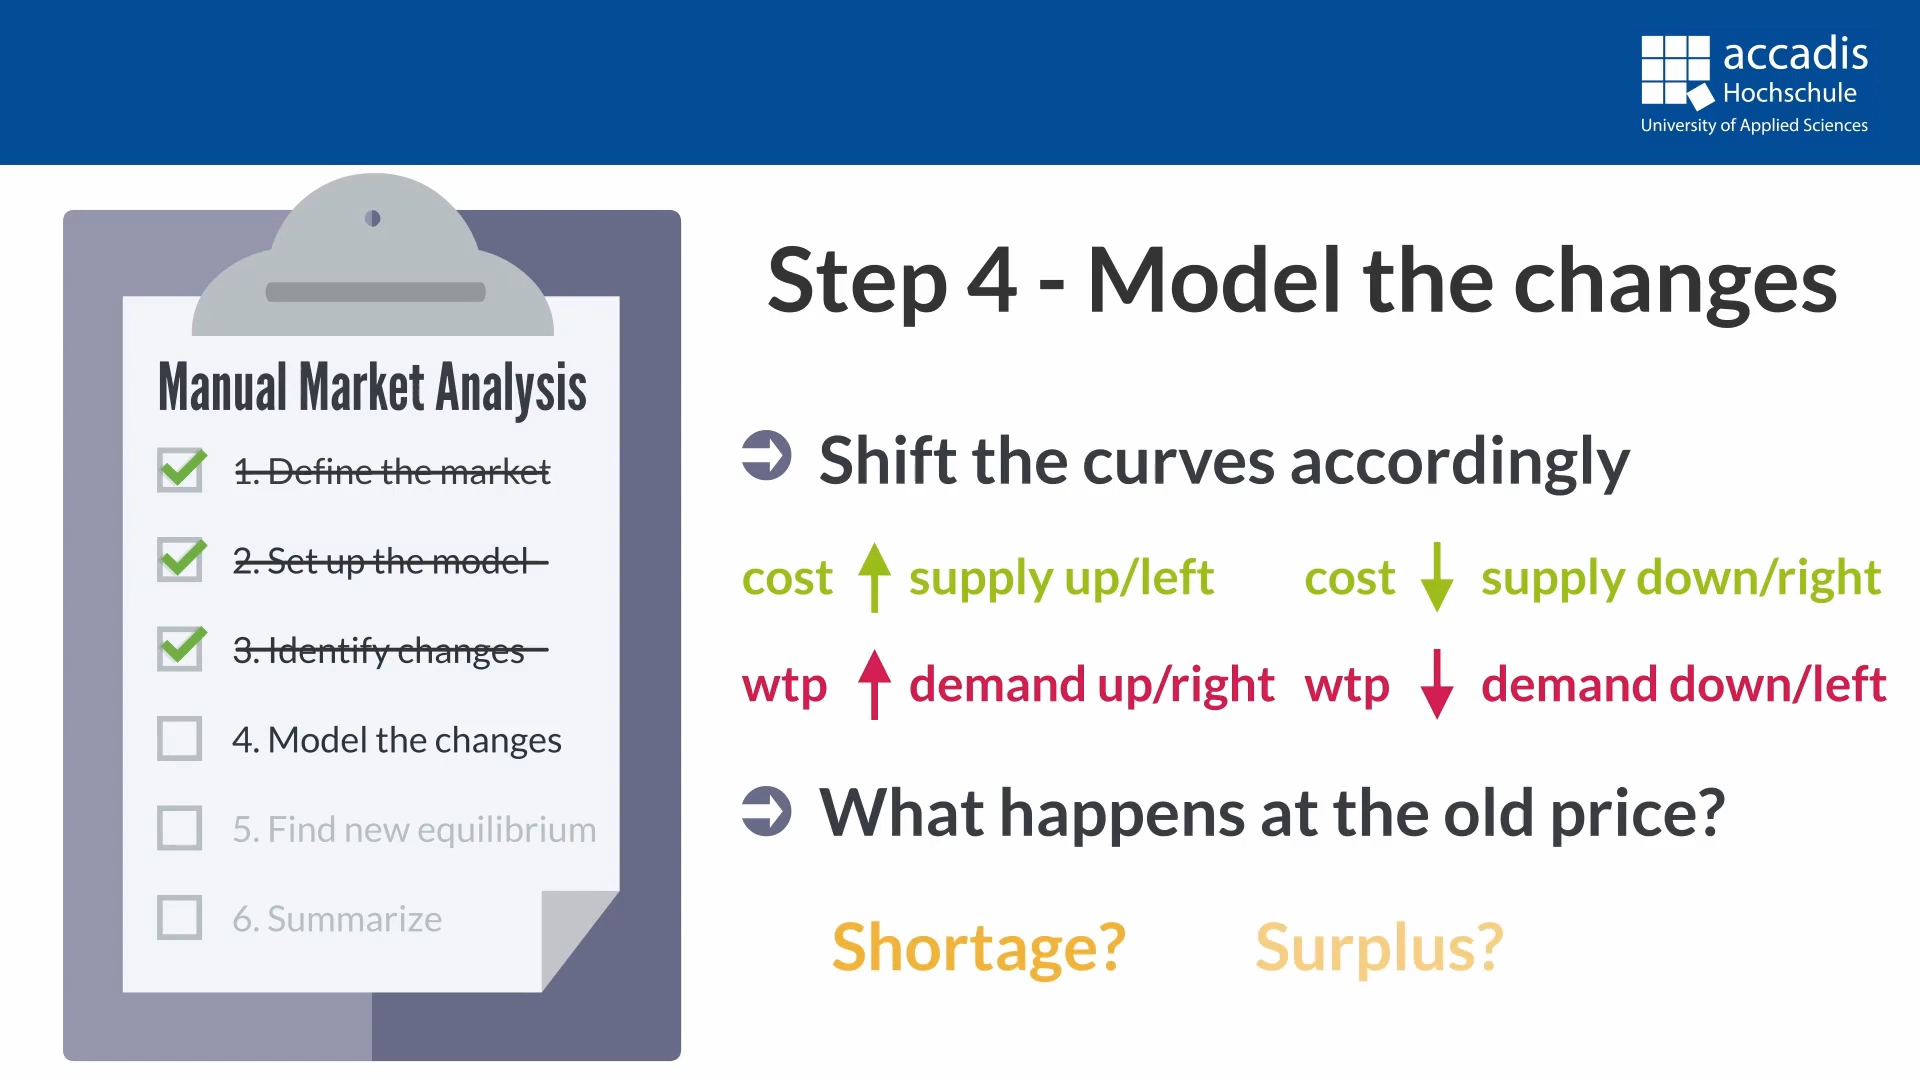 accadis
Hochschule
University of Applied Sciences
Manual Market Analysis
1. Define the market
2. Set up the model
3. Identify changes
4. Model the changes
5. Find new equilibrium
6. Summarize
Step 4 - Model the changes
Shift the curves accordingly
cost supply up/left cost supply down/right
wtp demand up/right wtp demand down/left
What happens at the old price?
Shortage? Surplus?